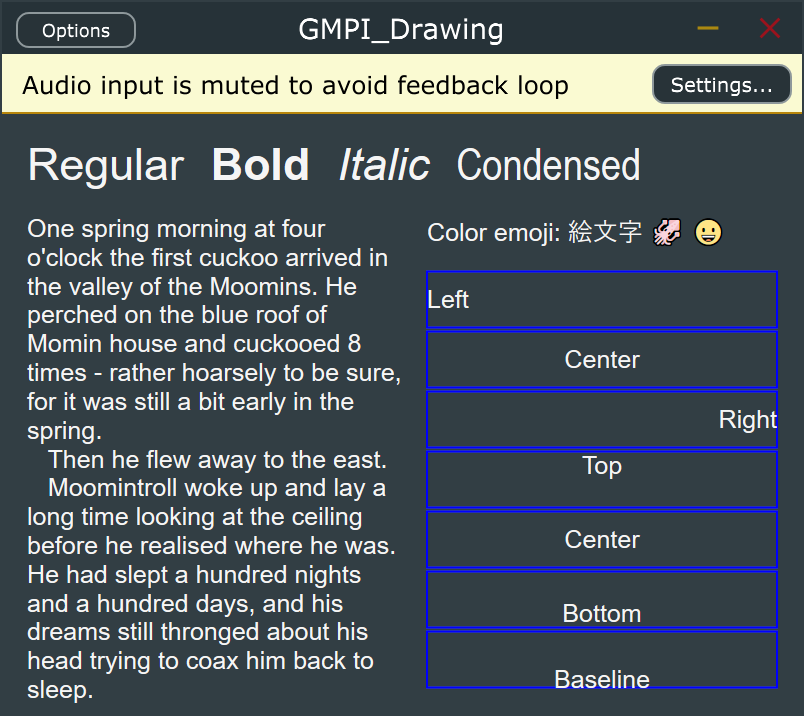 Options
GMPI_Drawing
Audio input is muted to avoid feedback loop
Settings...
Regular Bold Italic Condensed
One spring morning at four
o'clock the first cuckoo arrived in
the valley of the Moomins. He
perched on the blue roof of
Momin house and cuckooed 8
times - rather hoarsely to be sure,
for it was still a bit early in the
spring.
Then he flew away to the east.
Moomintroll woke up and lay a
long time looking at the ceiling
before he realised where he was.
He had slept a hundred nights
and a hundred days, and his
dreams still thronged about his
head trying to coax him back to
sleep.
Color emoji: 絵文字 🦑 😀
Left
Center
Right
Top
Center
Bottom
Baseline